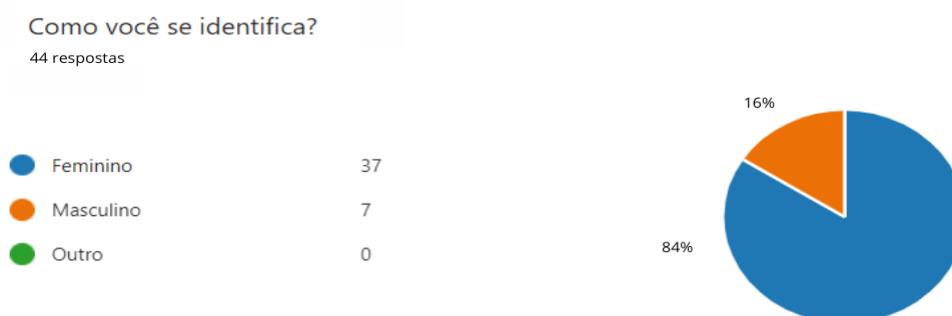 Como você se identifica?
44 respostas
Feminino 37
Masculino 7
Outro 0
16%
84%